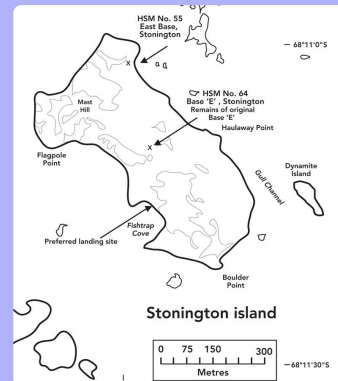 HSM No. 55
East Base,
Stonington
68°11'0"S
HSM No. 64
Base 'E' , Stonington
Remains of original
Base 'E'
Mast
Hill
Haulaway Point
Flagpole
Point
Dynamite
Island
Gull Channel
Fishtrap
Cove
Preferred landing site
Boulder
Point
Stonington island
0 75 150 300
Metres
68°11'30"S